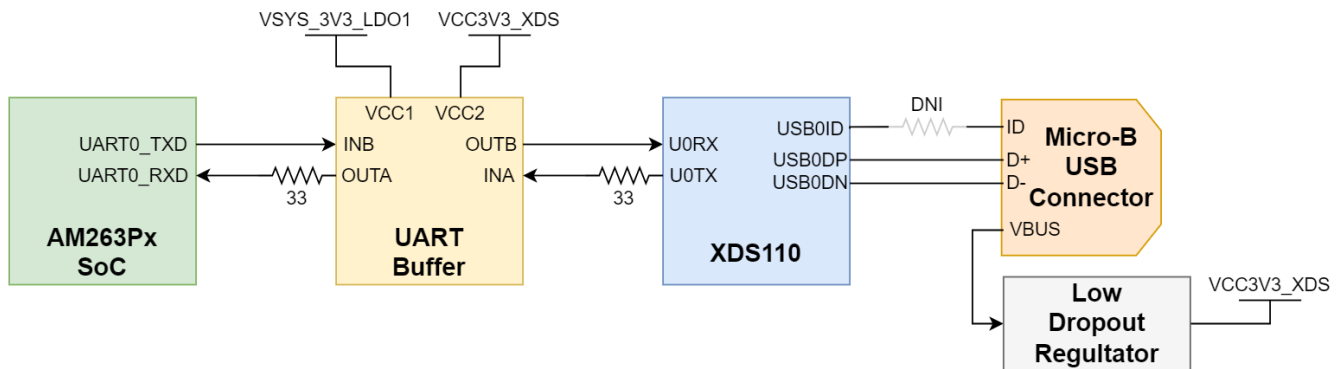 VSYS_3V3_LDO1
VCC3V3_XDS
VCC1
VCC2
UART0_TXD
UART0_RXD
AM263Px
SoC
33
INB
OUTA
OUTB
INA
UART
Buffer
33
U0RX
U0TX
USB0ID
USB0DP
USB0DN
XDS110
DNI
ID
D+
D-
VBUS
Micro-B
USB
Connector
Low
Dropout
Regultator
VCC3V3_XDS